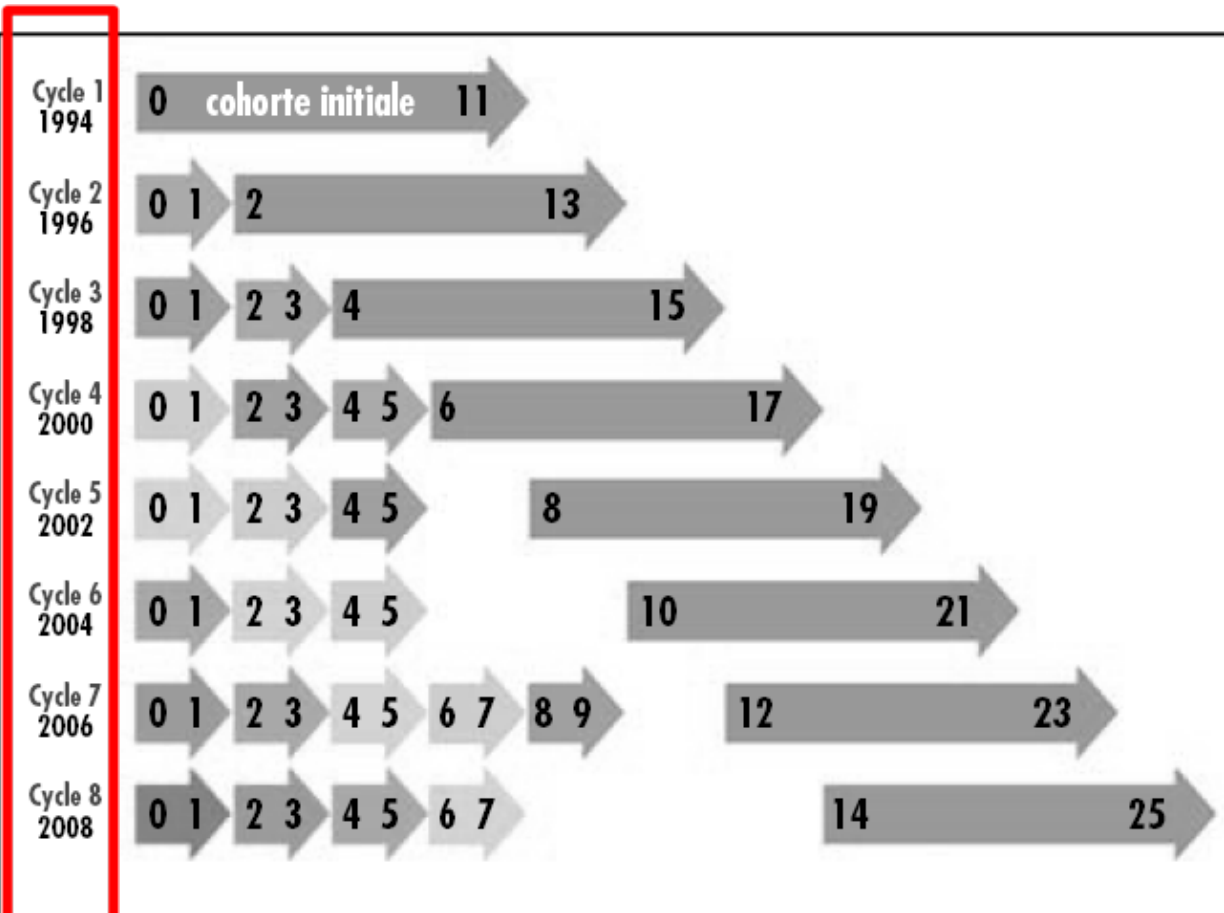 Cycle 1
1994
0 cohorte initiale 11
Cycle 2
1996
0 1 2 13
Cycle 3
1998
0 1 2 3 4 15
Cycle 4
2000
0 1 2 3 4 5 6 17
Cycle 5
2002
0 1 2 3 4 5 8 19
Cycle 6
2004
0 1 2 3 4 5 10 21
Cycle 7
2006
0 1 2 3 4 5 6 7 8 9 12 23
Cycle 8
2008
0 1 2 3 4 5 6 7 14 25